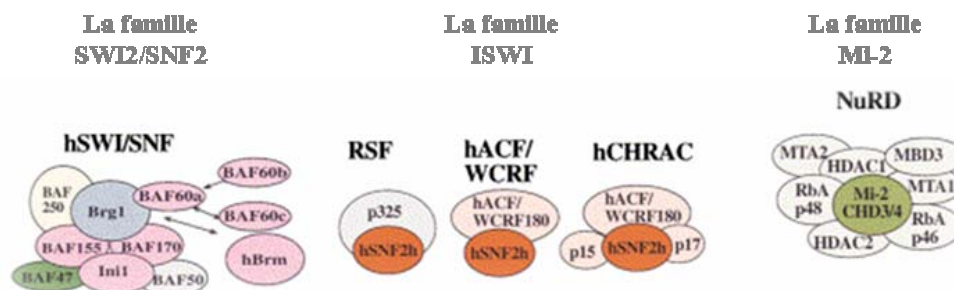 La famille
SWI2/SNF2
La famille
ISWI
La famille
Mi-2
hSWI/SNF
BAF
250
Brg1
BAF60a
BAF60b
BAF60c
hBrm
BAF155
BAF170
BAF47
Ini1
BAF50
RSF
p325
hSNF2h
hACF/
WCRF
hACF/
WCRF180
hSNF2h
hCHRAC
hACF/
WCRF180
p15
hSNF2h
p17
NuRD
MTA2
HDAC1
MBD3
RbA
p48
Mi-2
CHD3/4
MTA1
RbA
p46
HDAC2